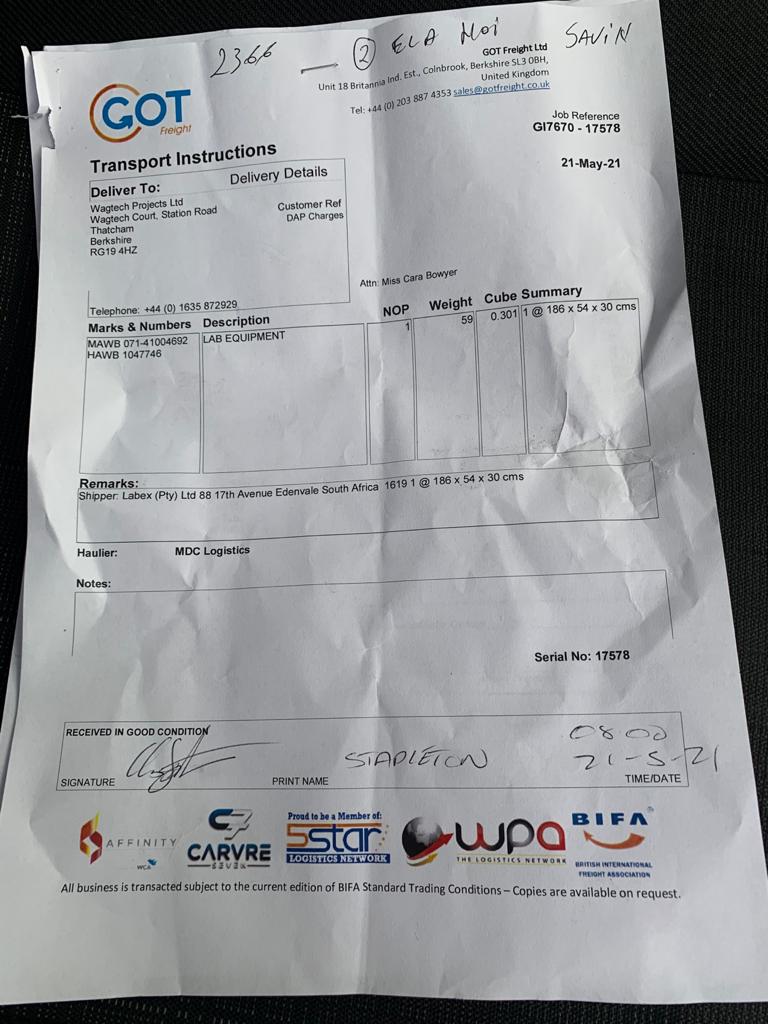 2366 — 2 ELA NOi SAViN
GOT Freight
GOT Freight Ltd
Unit 18 Britannia Ind. Est., Colnbrook, Berkshire SL3 0BH,
United Kingdom
Tel: +44 (0) 203 887 4353 sales@gotfreight.co.uk
Job Reference
GI7670 - 17578
21-May-21
Transport Instructions
Deliver To: Delivery Details
Wagtech Projects Ltd
Wagtech Court, Station Road
Thatcham
Berkshire
RG19 4HZ
Customer Ref
DAP Charges
Attn: Miss Cara Bowyer
Telephone: +44 (0) 1635 872929
Marks & Numbers Description NOP Weight Cube Summary
MAWB 071-41004692 LAB EQUIPMENT 1 59 0.301 1 @ 186 x 54 x 30 cms
HAWB 1047746
Remarks:
Shipper: Labex (Pty) Ltd 88 17th Avenue Edenvale South Africa 1619 1 @ 186 x 54 x 30 cms
Haulier: MDC Logistics
Notes:
Serial No: 17578
RECEIVED IN GOOD CONDITION
STAPLETON
08:00
21-5-21
SIGNATURE PRINT NAME TIME/DATE
AFFINITY
WCA
CARVRE
SEVEN
Proud to be a Member of:
5star
LOGISTICS NETWORK
wpa
THE LOGISTICS NETWORK
BIFA
BRITISH INTERNATIONAL
FREIGHT ASSOCIATION
All business is transacted subject to the current edition of BIFA Standard Trading Conditions – Copies are available on request.